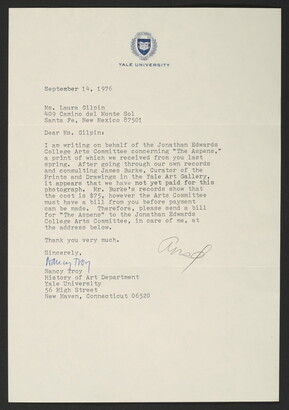 YALE UNIVERSITY
September 14, 1976
Ms. Laura Gilpin
409 Camino del Monte Sol
Santa Fe, New Mexico 87501
Dear Ms. Gilpin:
I am writing on behalf of the Jonathan Edwards
College Arts Committee concerning "The Aspens,"
a print of which we received from you last
spring. After going through our own records
and consulting James Burke, Curator of the
Prints and Drawings in the Yale Art Gallery,
it appears that we have not yet paid for this
photograph. Mr. Burke's records show that
the cost is $75, however the Arts Committee
must have a bill from you before payment
can be made. Therefore, please send a bill
for "The Aspens" to the Jonathan Edwards
College Arts Committee, in care of me, at
the address below.
Thank you very much.
Sincerely,
Nancy Troy
Nancy Troy
History of Art Department
Yale University
56 High Street
New Haven, Connecticut 06520